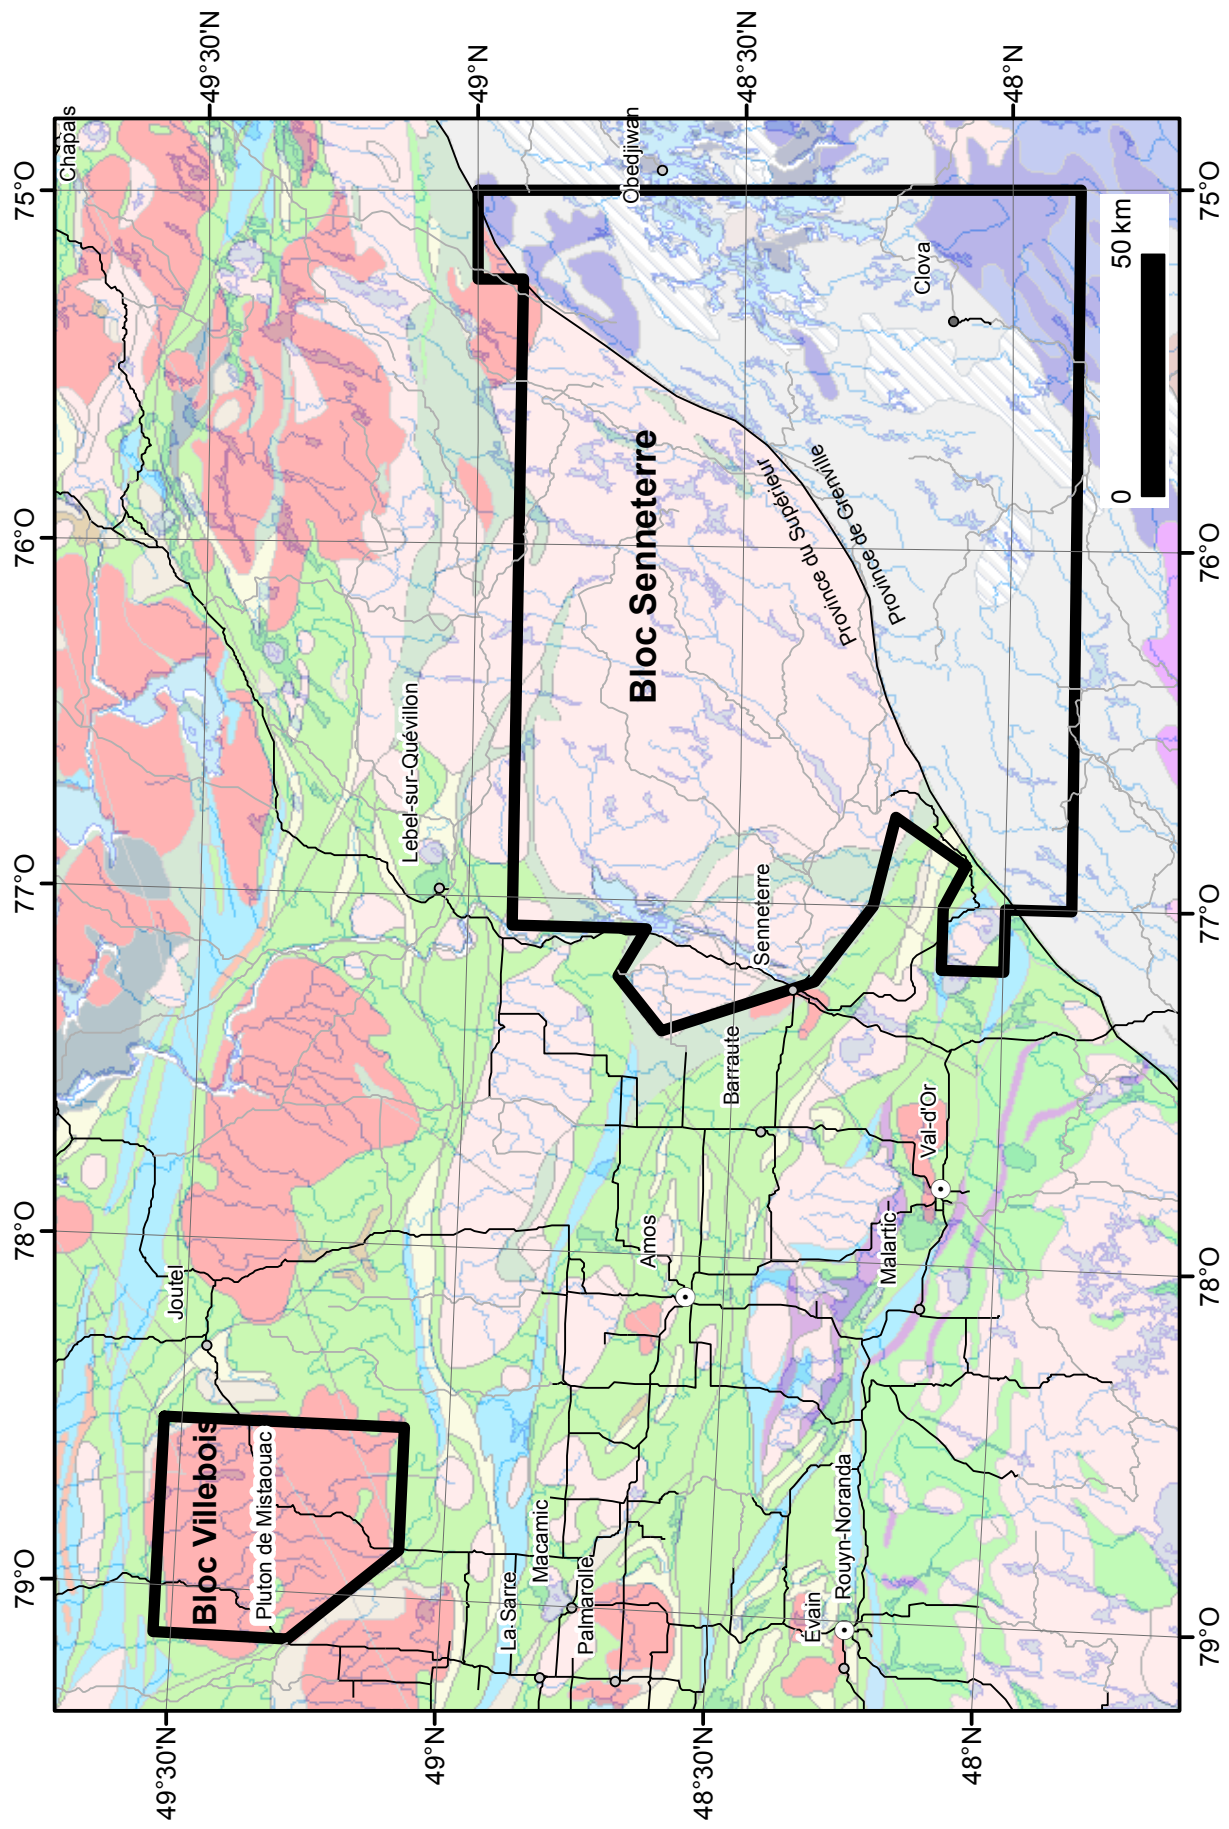 79°O
78°O
77°O
76°O
75°O
49°30'N
49°N
48°30'N
48°N
Chapais
Joutel
Bloc Villebois
Pluton de Mistaouac
Lebel-sur-Quévillon
Obedjiwan
Bloc Senneterre
Province du Supérieur
Province de Grenville
Clova
Senneterre
Barraute
Amos
Macamic
La Sarre
Palmarolle
Val-d'Or
Malartic
Rouyn-Noranda
Evain
0
50 km
49°30'N
49°N
48°30'N
48°N
79°O
78°O
77°O
76°O
75°O